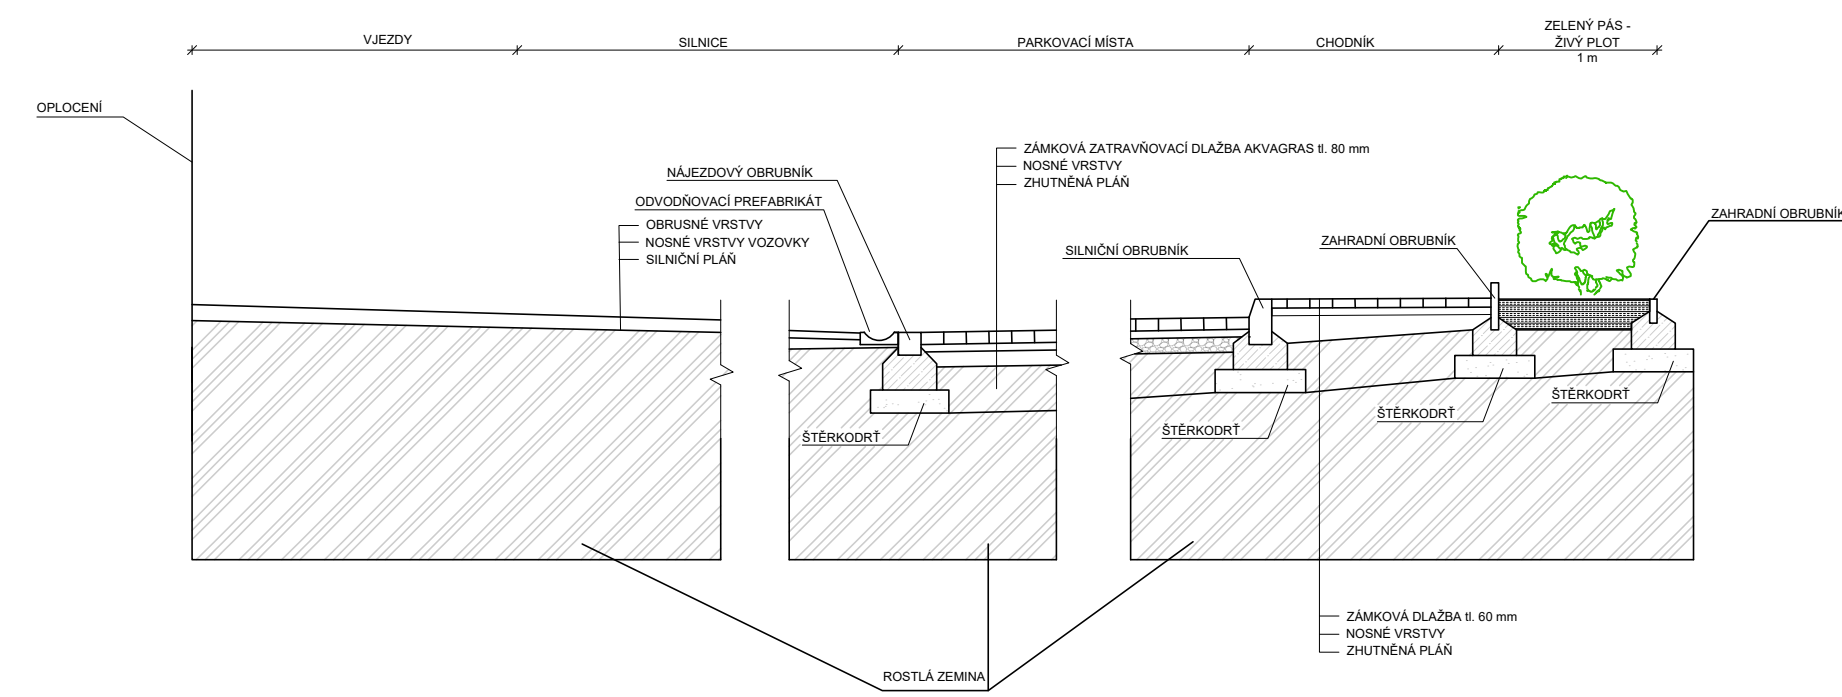 VJEZDY
SILNICE
PARKOVACÍ MÍSTA
CHODNÍK
ZELENÝ PÁS -
ŽIVÝ PLOT
1 m
OPLOCENÍ
ZÁMKOVÁ ZATRAVŇOVACÍ DLAŽBA AKVAGRAS tl. 80 mm
NOSNÉ VRSTVY
ZHUTNĚNÁ PLÁŇ
NÁJEZDOVÝ OBRUBNÍK
ODVODŇOVACÍ PREFABRIKÁT
OBRUSNÉ VRSTVY
NOSNÉ VRSTVY VOZOVKY
SILNIČNÍ PLÁŇ
SILNIČNÍ OBRUBNÍK
ZAHRADNÍ OBRUBNÍK
ZAHRADNÍ OBRUBNÍK
ŠTĚRKODRŤ
ŠTĚRKODRŤ
ŠTĚRKODRŤ
ŠTĚRKODRŤ
ZÁMKOVÁ DLAŽBA tl. 60 mm
NOSNÉ VRSTVY
ZHUTNĚNÁ PLÁŇ
ROSTLÁ ZEMINA